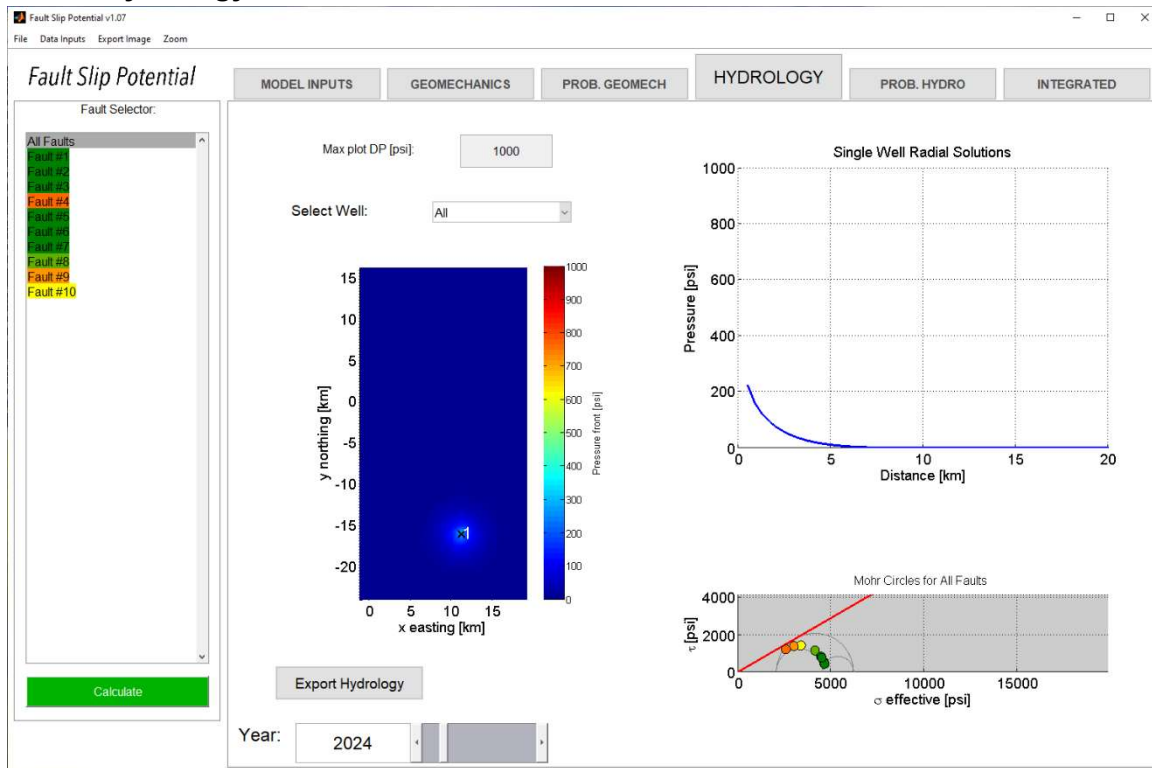 Fault Slip Potential v1.07
File Data Inputs Export Image Zoom
Fault Slip Potential
MODEL INPUTS GEOMECHANICS PROB. GEOMECH HYDROLOGY PROB. HYDRO INTEGRATED
Fault Selector:
All Faults
Fault #1
Fault #2
Fault #3
Fault #4
Fault #5
Fault #6
Fault #7
Fault #8
Fault #9
Fault #10
Calculate
Max plot DP [psi]: 1000
Select Well: All
15
10
5
0
-5
-10
-15
-20
y northing [km]
0 5 10 15
x easting [km]
1
1000
900
800
700
600
500
400
300
200
100
0
Pressure front [psi]
Export Hydrology
Year: 2024
Single Well Radial Solutions
1000
800
600
400
200
0
Pressure [psi]
0 5 10 15 20
Distance [km]
Mohr Circles for All Faults
4000
2000
0
τ [psi]
0 5000 10000 15000
σ effective [psi]